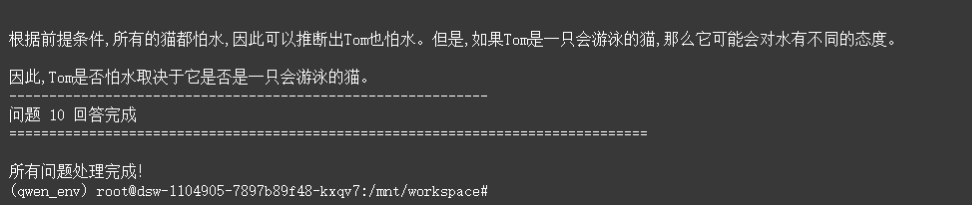 根据前提条件,所有的猫都怕水,因此可以推断出Tom也怕水。但是,如果Tom是一只会游泳的猫,那么它可能会对水有不同的态度。
因此,Tom是否怕水取决于它是否是一只会游泳的猫。
------------------------------------------------------------
问题 10 回答完成
================================================================================
所有问题处理完成!
(qwen_env) root@dsw-1104905-7897b89f48-kxqv7:/mnt/workspace#